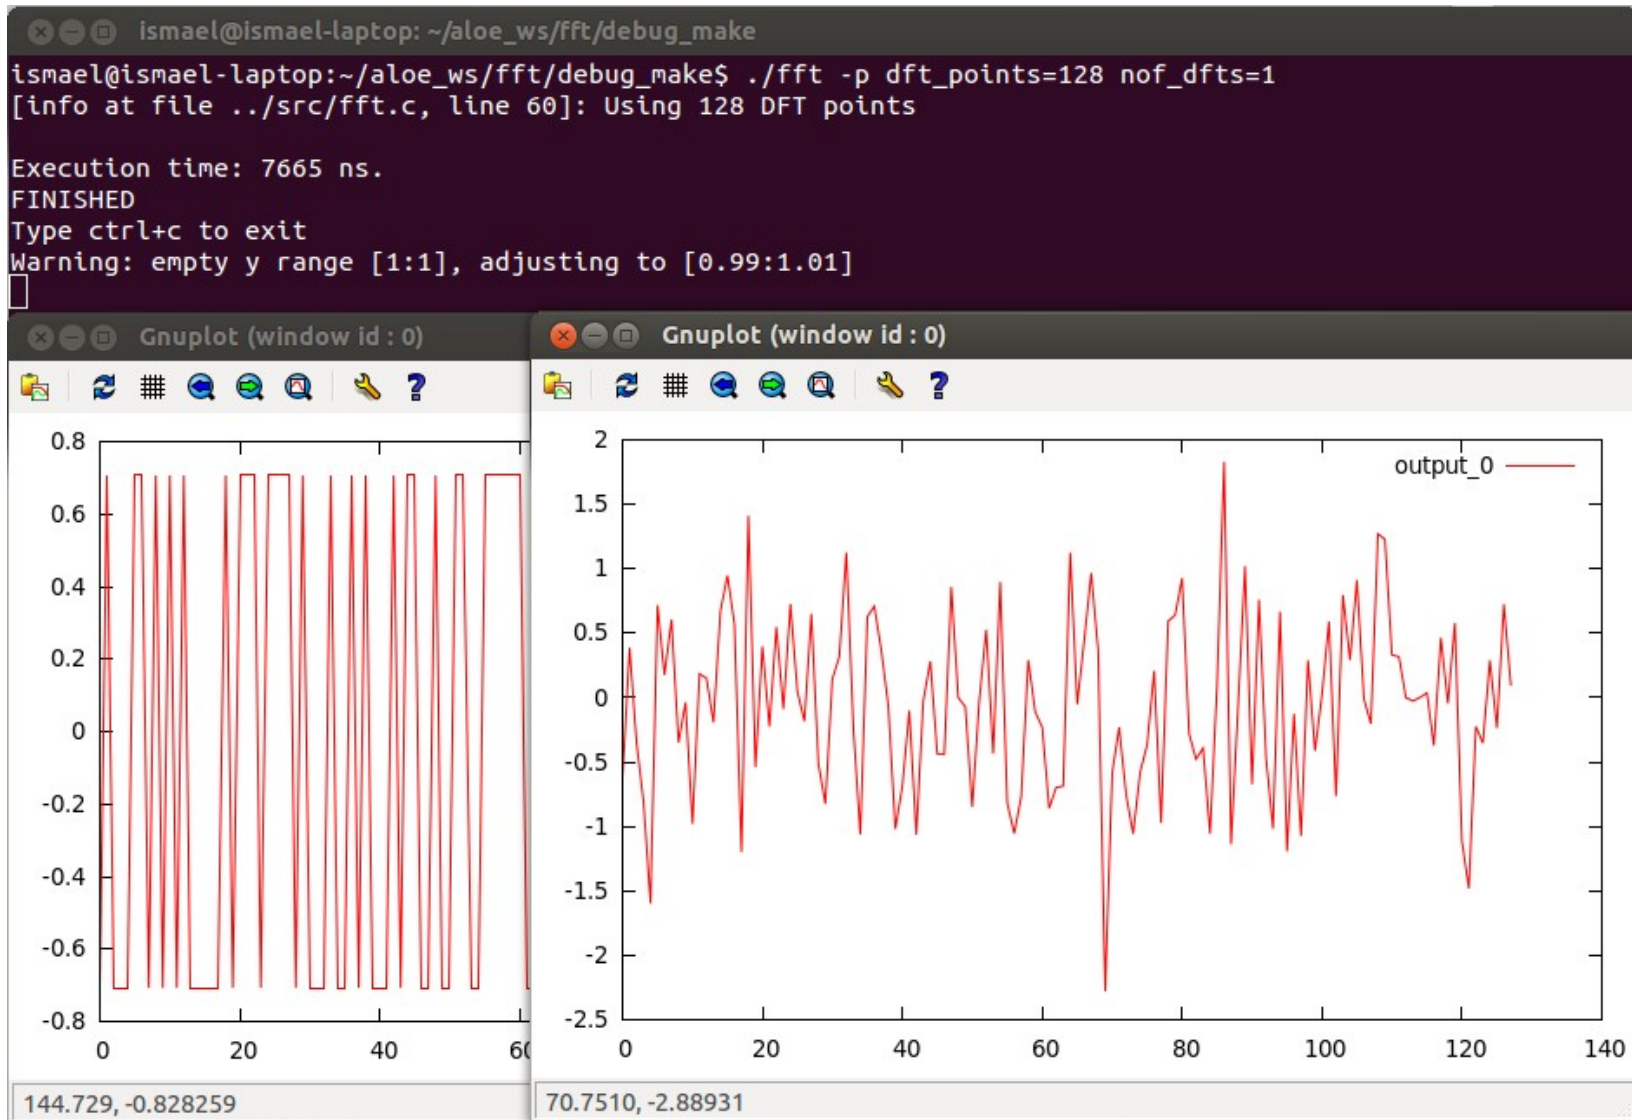 ismael@ismael-laptop: ~/aloe_ws/fft/debug_make
ismael@ismael-laptop:~/aloe_ws/fft/debug_make$ ./fft -p dft_points=128 nof_dfts=1
[info at file ../src/fft.c, line 60]: Using 128 DFT points
Execution time: 7665 ns.
FINISHED
Type ctrl+c to exit
Warning: empty y range [1:1], adjusting to [0.99:1.01]
Gnuplot (window id : 0)
0.8
0.6
0.4
0.2
0
-0.2
-0.4
-0.6
-0.8
0 20 40 60
144.729, -0.828259
Gnuplot (window id : 0)
output_0
2
1.5
1
0.5
0
-0.5
-1
-1.5
-2
-2.5
0 20 40 60 80 100 120 140
70.7510, -2.88931